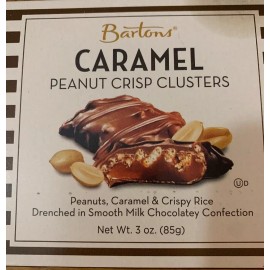 Bartons®
CARAMEL
PEANUT CRISP CLUSTERS
U D
Peanuts, Caramel & Crispy Rice
Drenched in Smooth Milk Chocolatey Confection
Net Wt. 3 oz. (85g)